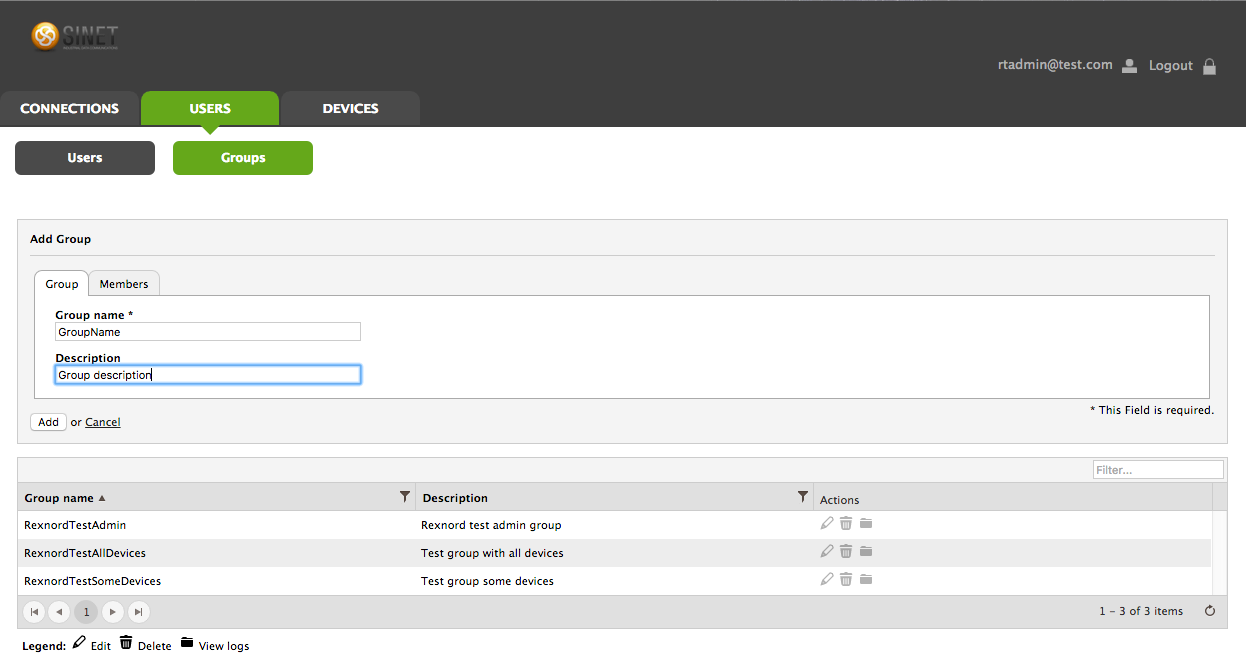 SINET
rtadmin@test.com Logout
CONNECTIONS USERS DEVICES
Users Groups
Add Group
Group Members
Group name *
GroupName
Description
Group description
* This Field is required.
Add or Cancel
Filter...
Group name Description Actions
RexnordTestAdmin Rexnord test admin group
RexnordTestAllDevices Test group with all devices
RexnordTestSomeDevices Test group some devices
1 1 - 3 of 3 items
Legend: Edit Delete View logs